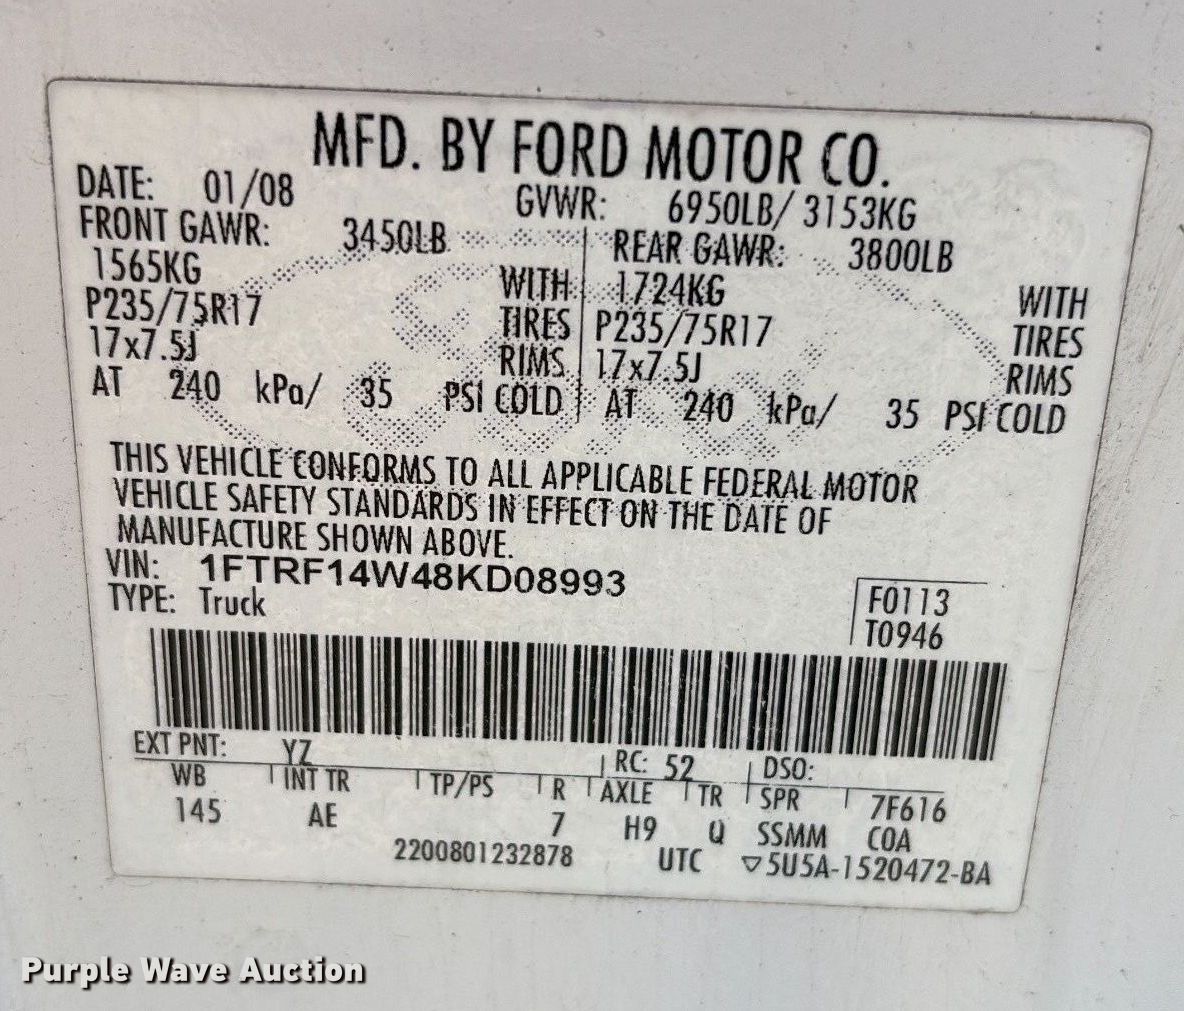 MFD. BY FORD MOTOR CO.
DATE: 01/08 GVWR: 6950LB/ 3153KG
FRONT GAWR: 3450LB REAR GAWR: 3800LB
1565KG WITH 1724KG WITH
P235/75R17 TIRES P235/75R17 TIRES
17x7.5J RIMS 17x7.5J RIMS
AT 240 kPa/ 35 PSI COLD AT 240 kPa/ 35 PSI COLD
THIS VEHICLE CONFORMS TO ALL APPLICABLE FEDERAL MOTOR
VEHICLE SAFETY STANDARDS IN EFFECT ON THE DATE OF
MANUFACTURE SHOWN ABOVE.
VIN: 1FTRF14W48KD08993
TYPE: Truck
F0113
T0946
EXT PNT: YZ RC: 52 DSO:
WB INT TR TP/PS R AXLE TR SPR 7F616
145 AE 7 H9 Q SSMM COA
2200801232878 UTC ▽5U5A-1520472-BA
Purple Wave Auction